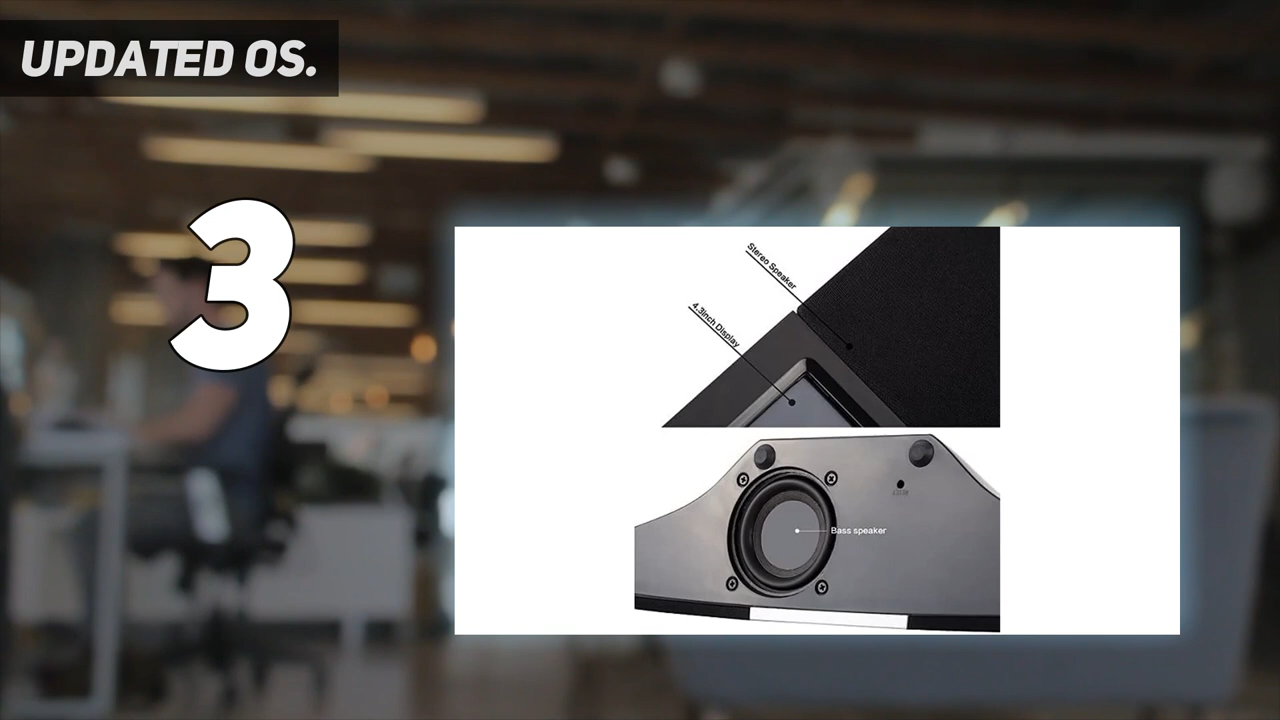 UPDATED OS.
3
Stereo Speaker
4.3inch Display
Bass speaker